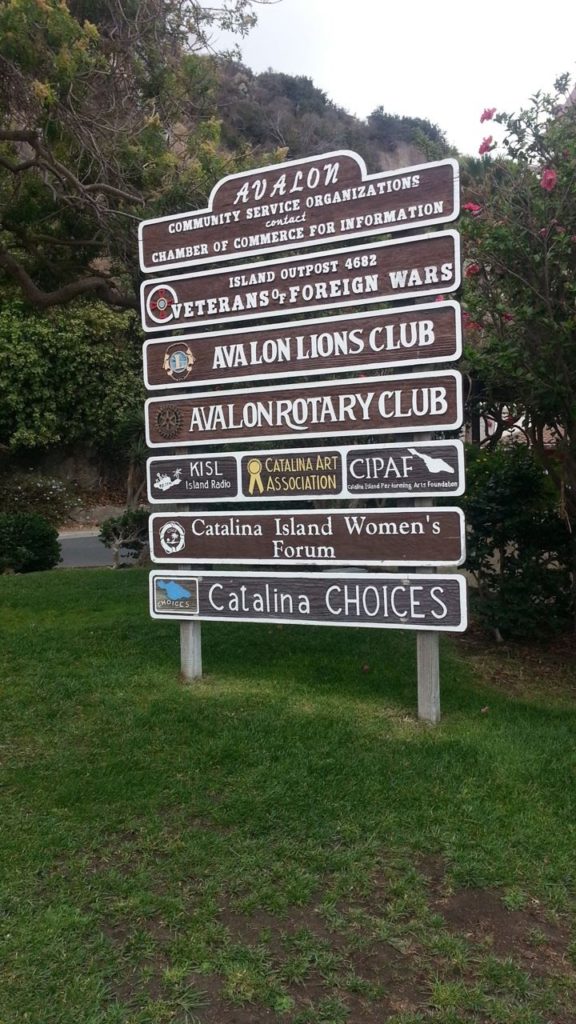 AVALON
COMMUNITY SERVICE ORGANIZATIONS
contact
CHAMBER OF COMMERCE FOR INFORMATION
ISLAND OUTPOST 4682
VETERANS OF FOREIGN WARS
AVALON LIONS CLUB
AVALON ROTARY CLUB
KISL
Island Radio
CATALINA ART
ASSOCIATION
CIPAF
Catalina Island Performing Arts Foundation
Catalina Island Women's
Forum
CHOICES
Catalina CHOICES